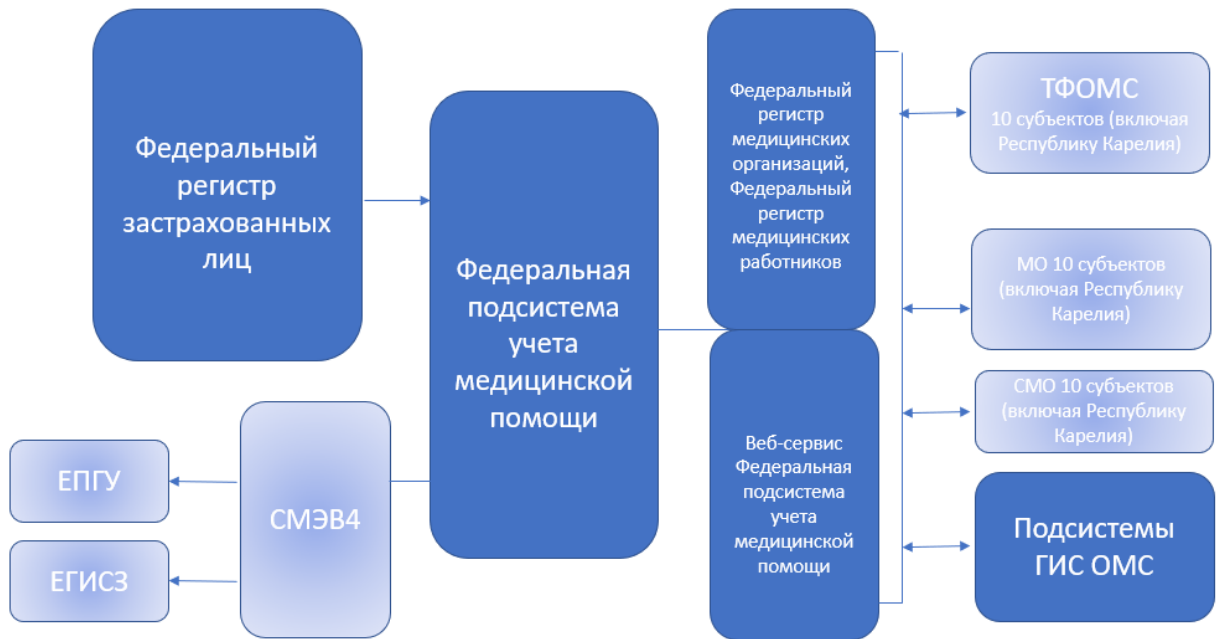 Федеральный
регистр
застрахованных
лиц
Федеральная
подсистема
учета
медицинской
помощи
Федеральный
регистр
медицинских
организаций,
Федеральный
регистр
медицинских
работников
Веб-сервис
Федеральная
подсистема
учета
медицинской
помощи
ТФОМС
10 субъектов (включая
Республику Карелия)
МО 10 субъектов
(включая Республику
Карелия)
СМО 10 субъектов
(включая Республику
Карелия)
Подсистемы
ГИС ОМС
СМЭВ4
ЕПГУ
ЕГИСЗ